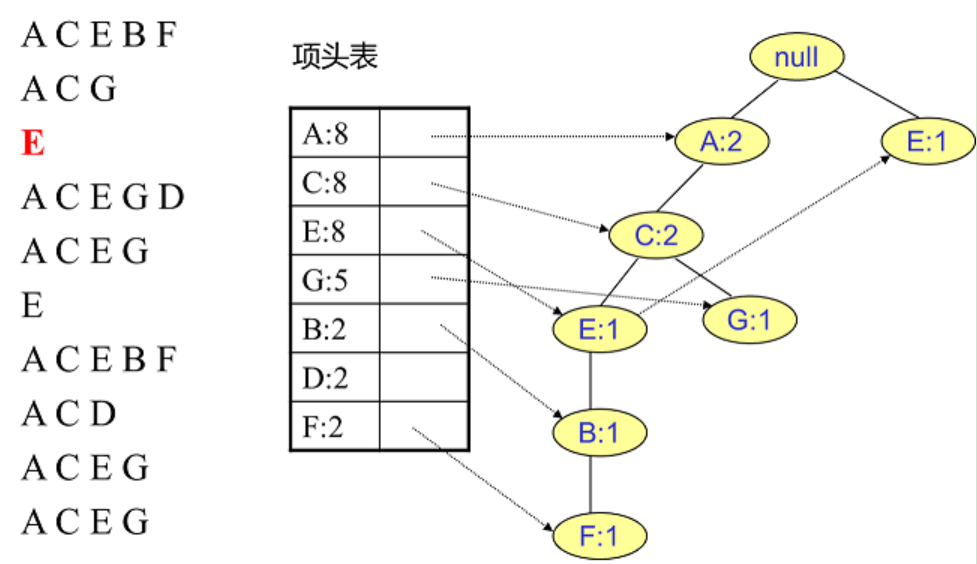 A C E B F
A C G
E
A C E G D
A C E G
E
A C E B F
A C D
A C E G
A C E G
项头表
A:8
C:8
E:8
G:5
B:2
D:2
F:2
null
A:2
E:1
C:2
E:1
G:1
B:1
F:1